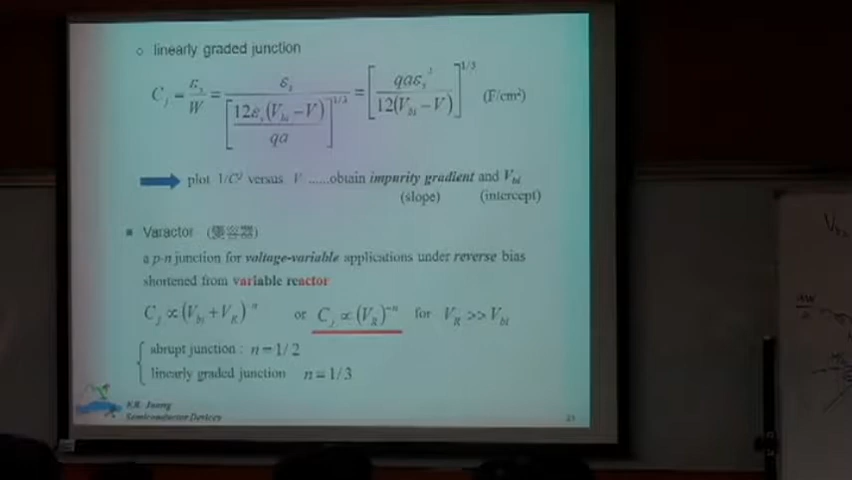 linearly graded junction
C_j = ε_s / W = ε_s / [12ε_s(V_bi − V) / qa]^1/3 = [qaε_s² / 12(V_bi − V)]^1/3 (F/cm²)
plot 1/C³ versus V ......obtain impurity gradient and V_bi
(slope) (intercept)
Varactor (變容器)
a p-n junction for voltage-variable applications under reverse bias
shortened from variable reactor
C_j ∝ (V_bi + V_R)^−n or C_j ∝ (V_R)^−n for V_R >> V_bi
abrupt junction : n = 1/2
linearly graded junction n = 1/3
Semiconductor Devices